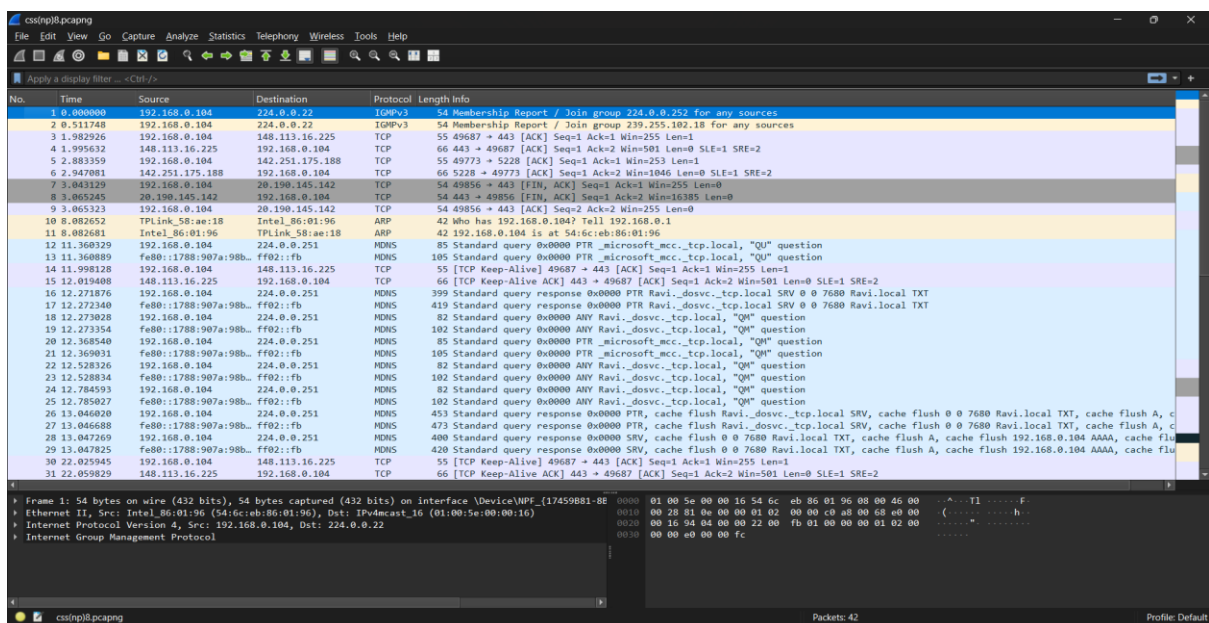 css(np)8.pcapng
File Edit View Go Capture Analyze Statistics Telephony Wireless Tools Help
Apply a display filter ... <Ctrl-/>
No. Time Source Destination Protocol Length Info
1 0.000000 192.168.0.104 224.0.0.22 IGMPv3 54 Membership Report / Join group 224.0.0.252 for any sources
2 0.511748 192.168.0.104 224.0.0.22 IGMPv3 54 Membership Report / Join group 239.255.102.18 for any sources
3 1.982926 192.168.0.104 148.113.16.225 TCP 55 49687 → 443 [ACK] Seq=1 Ack=1 Win=255 Len=1
4 1.995632 148.113.16.225 192.168.0.104 TCP 66 443 → 49687 [ACK] Seq=1 Ack=2 Win=501 Len=0 SLE=1 SRE=2
5 2.883359 192.168.0.104 142.251.175.188 TCP 55 49773 → 5228 [ACK] Seq=1 Ack=1 Win=253 Len=1
6 2.947081 142.251.175.188 192.168.0.104 TCP 66 5228 → 49773 [ACK] Seq=1 Ack=2 Win=1046 Len=0 SLE=1 SRE=2
7 3.043129 192.168.0.104 20.190.145.142 TCP 54 49856 → 443 [FIN, ACK] Seq=1 Ack=1 Win=255 Len=0
8 3.065245 20.190.145.142 192.168.0.104 TCP 54 443 → 49856 [FIN, ACK] Seq=1 Ack=2 Win=16385 Len=0
9 3.065323 192.168.0.104 20.190.145.142 TCP 54 49856 → 443 [ACK] Seq=2 Ack=2 Win=255 Len=0
10 8.082652 TPLink_58:ae:18 Intel_86:01:96 ARP 42 Who has 192.168.0.104? Tell 192.168.0.1
11 8.082681 Intel_86:01:96 TPLink_58:ae:18 ARP 42 192.168.0.104 is at 54:6c:eb:86:01:96
12 11.360329 192.168.0.104 224.0.0.251 MDNS 85 Standard query 0x0000 PTR _microsoft_mcc._tcp.local, "QU" question
13 11.360889 fe80::1788:907a:98b… ff02::fb MDNS 105 Standard query 0x0000 PTR _microsoft_mcc._tcp.local, "QU" question
14 11.998128 192.168.0.104 148.113.16.225 TCP 55 [TCP Keep-Alive] 49687 → 443 [ACK] Seq=1 Ack=1 Win=255 Len=1
15 12.019408 148.113.16.225 192.168.0.104 TCP 66 [TCP Keep-Alive ACK] 443 → 49687 [ACK] Seq=1 Ack=2 Win=501 Len=0 SLE=1 SRE=2
16 12.271876 192.168.0.104 224.0.0.251 MDNS 399 Standard query response 0x0000 PTR Ravi._dosvc._tcp.local SRV 0 0 7680 Ravi.local TXT
17 12.272340 fe80::1788:907a:98b… ff02::fb MDNS 419 Standard query response 0x0000 PTR Ravi._dosvc._tcp.local SRV 0 0 7680 Ravi.local TXT
18 12.273028 192.168.0.104 224.0.0.251 MDNS 82 Standard query 0x0000 ANY Ravi._dosvc._tcp.local, "QM" question
19 12.273354 fe80::1788:907a:98b… ff02::fb MDNS 102 Standard query 0x0000 ANY Ravi._dosvc._tcp.local, "QM" question
20 12.368540 192.168.0.104 224.0.0.251 MDNS 85 Standard query 0x0000 PTR _microsoft_mcc._tcp.local, "QM" question
21 12.369031 fe80::1788:907a:98b… ff02::fb MDNS 105 Standard query 0x0000 PTR _microsoft_mcc._tcp.local, "QM" question
22 12.528326 192.168.0.104 224.0.0.251 MDNS 82 Standard query 0x0000 ANY Ravi._dosvc._tcp.local, "QM" question
23 12.528834 fe80::1788:907a:98b… ff02::fb MDNS 102 Standard query 0x0000 ANY Ravi._dosvc._tcp.local, "QM" question
24 12.784593 192.168.0.104 224.0.0.251 MDNS 82 Standard query 0x0000 ANY Ravi._dosvc._tcp.local, "QM" question
25 12.785027 fe80::1788:907a:98b… ff02::fb MDNS 102 Standard query 0x0000 ANY Ravi._dosvc._tcp.local, "QM" question
26 13.046020 192.168.0.104 224.0.0.251 MDNS 453 Standard query response 0x0000 PTR, cache flush Ravi._dosvc._tcp.local SRV, cache flush 0 0 7680 Ravi.local TXT, cache flush A, c
27 13.046688 fe80::1788:907a:98b… ff02::fb MDNS 473 Standard query response 0x0000 PTR, cache flush Ravi._dosvc._tcp.local SRV, cache flush 0 0 7680 Ravi.local TXT, cache flush A, c
28 13.047269 192.168.0.104 224.0.0.251 MDNS 400 Standard query response 0x0000 SRV, cache flush 0 0 7680 Ravi.local TXT, cache flush A, cache flush 192.168.0.104 AAAA, cache flu
29 13.047825 fe80::1788:907a:98b… ff02::fb MDNS 420 Standard query response 0x0000 SRV, cache flush 0 0 7680 Ravi.local TXT, cache flush A, cache flush 192.168.0.104 AAAA, cache flu
30 22.025945 192.168.0.104 148.113.16.225 TCP 55 [TCP Keep-Alive] 49687 → 443 [ACK] Seq=1 Ack=1 Win=255 Len=1
31 22.059829 148.113.16.225 192.168.0.104 TCP 66 [TCP Keep-Alive ACK] 443 → 49687 [ACK] Seq=1 Ack=2 Win=501 Len=0 SLE=1 SRE=2
Frame 1: 54 bytes on wire (432 bits), 54 bytes captured (432 bits) on interface \Device\NPF_{17459B81-8E
Ethernet II, Src: Intel_86:01:96 (54:6c:eb:86:01:96), Dst: IPv4mcast_16 (01:00:5e:00:00:16)
Internet Protocol Version 4, Src: 192.168.0.104, Dst: 224.0.0.22
Internet Group Management Protocol
0000 01 00 5e 00 00 16 54 6c eb 86 01 96 08 00 46 00 ··^···Tl ······F·
0010 00 28 81 0e 00 00 01 02 00 00 c0 a8 00 68 e0 00 ·(······ ·····h··
0020 00 16 94 04 00 00 22 00 fb 01 00 00 00 01 02 00 ······"· ········
0030 00 00 e0 00 00 fc ······
css(np)8.pcapng
Packets: 42
Profile: Default